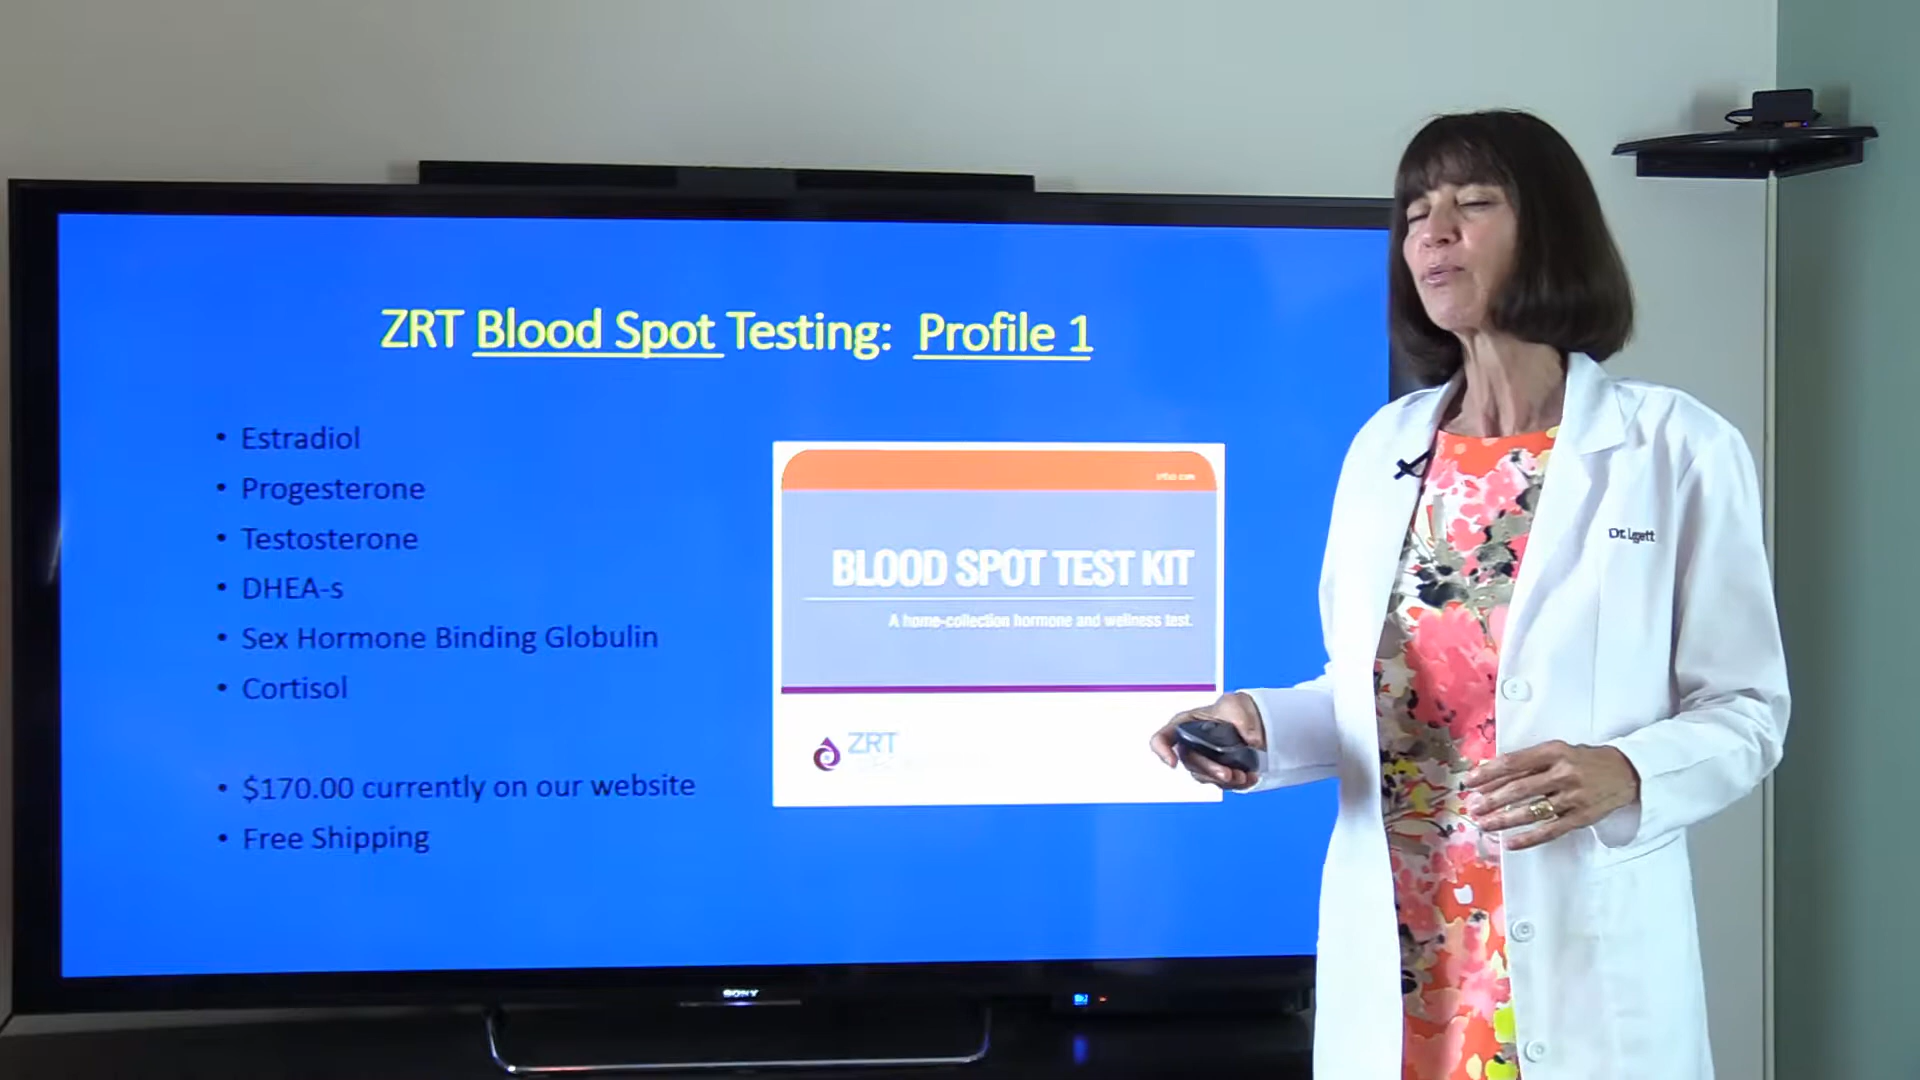 ZRT Blood Spot Testing: Profile 1
• Estradiol
• Progesterone
• Testosterone
• DHEA-s
• Sex Hormone Binding Globulin
• Cortisol
• $170.00 currently on our website
• Free Shipping
BLOOD SPOT TEST KIT
A home-collection hormone and wellness test.
ZRT
SONY
Dr.